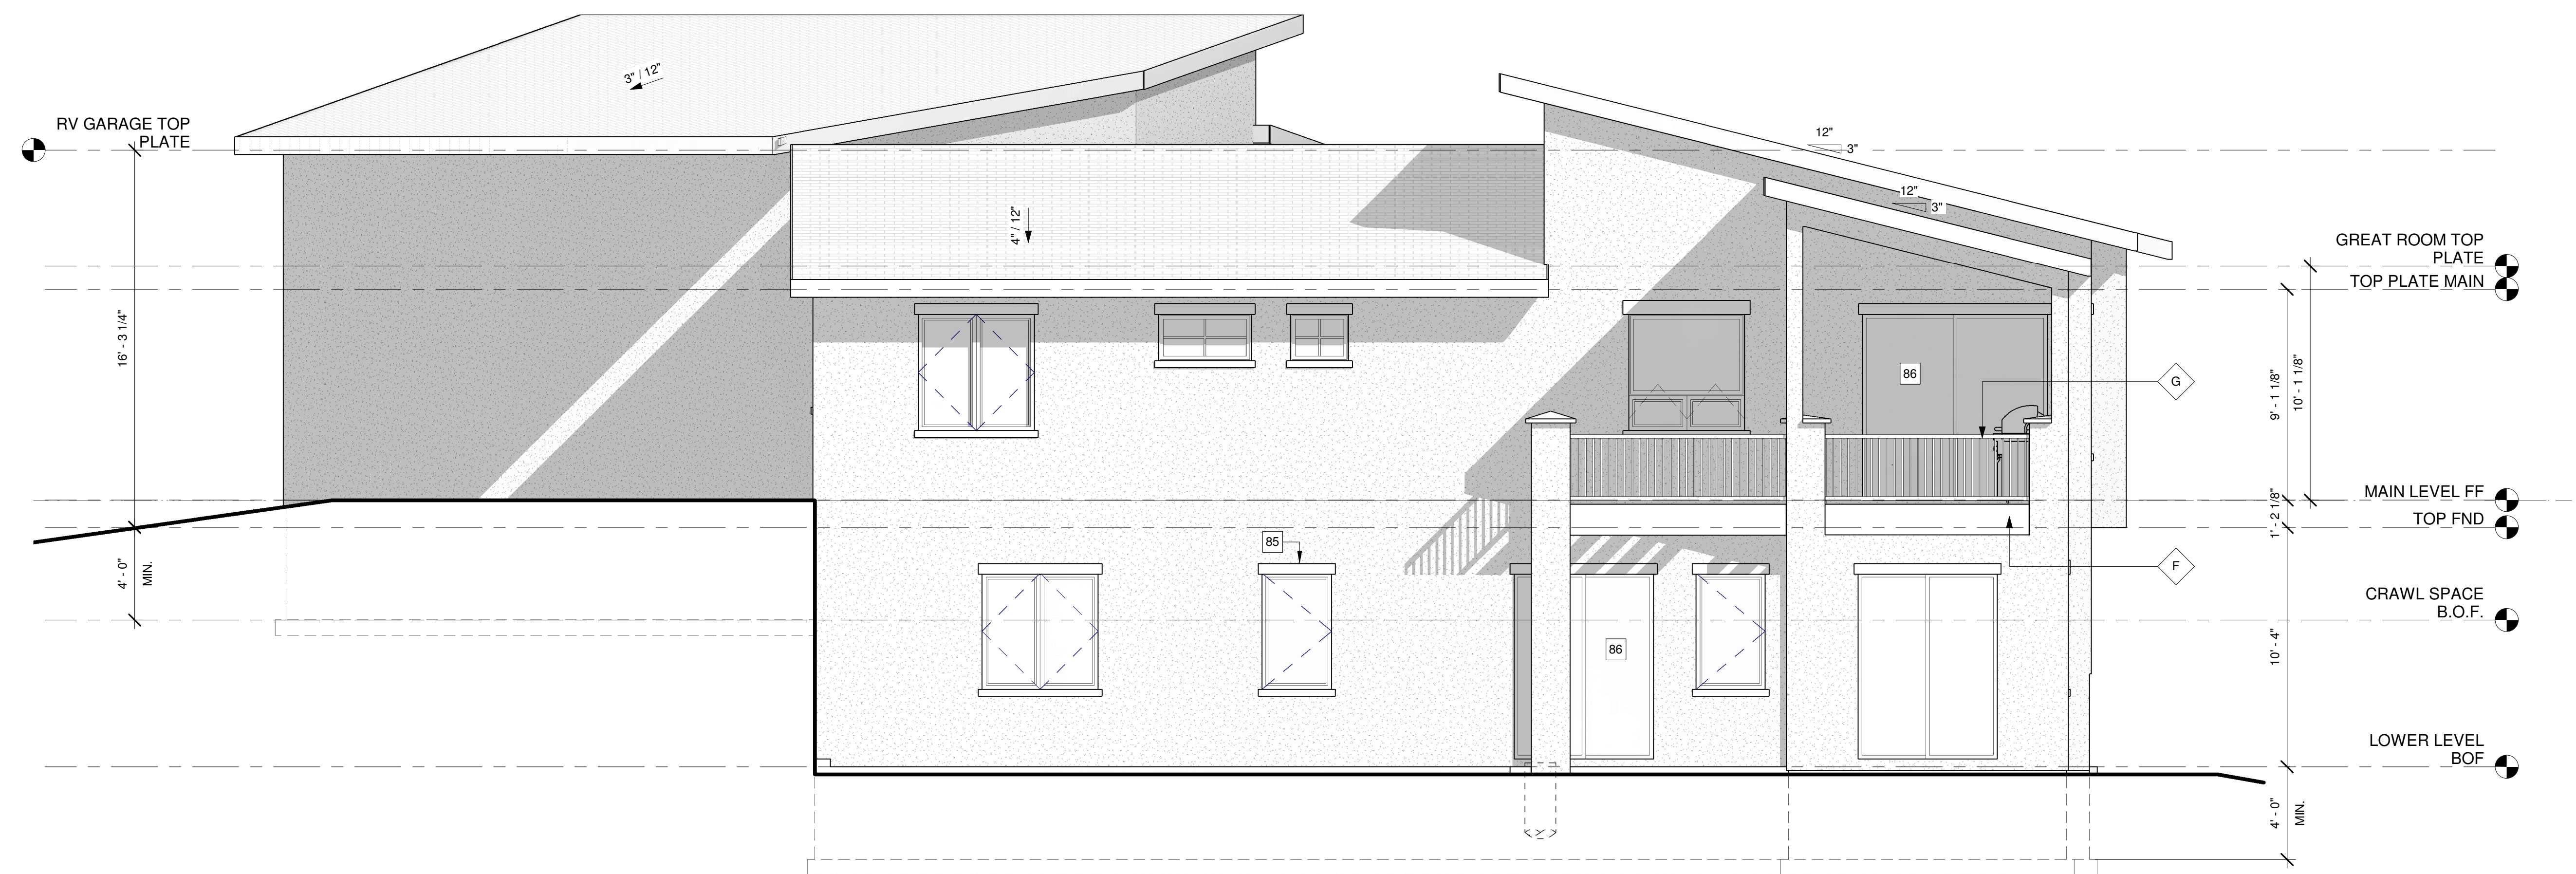 3" / 12"
RV GARAGE TOP
PLATE
12"
3"
12"
3"
4" / 12"
GREAT ROOM TOP
PLATE
TOP PLATE MAIN
16' - 3 1/4"
86
G
9' - 1 1/8"
10' - 1 1/8"
MAIN LEVEL FF
1' - 2 1/8"
TOP FND
85
4' - 0"
MIN.
F
CRAWL SPACE
B.O.F.
86
10' - 4"
LOWER LEVEL
BOF
4' - 0"
MIN.